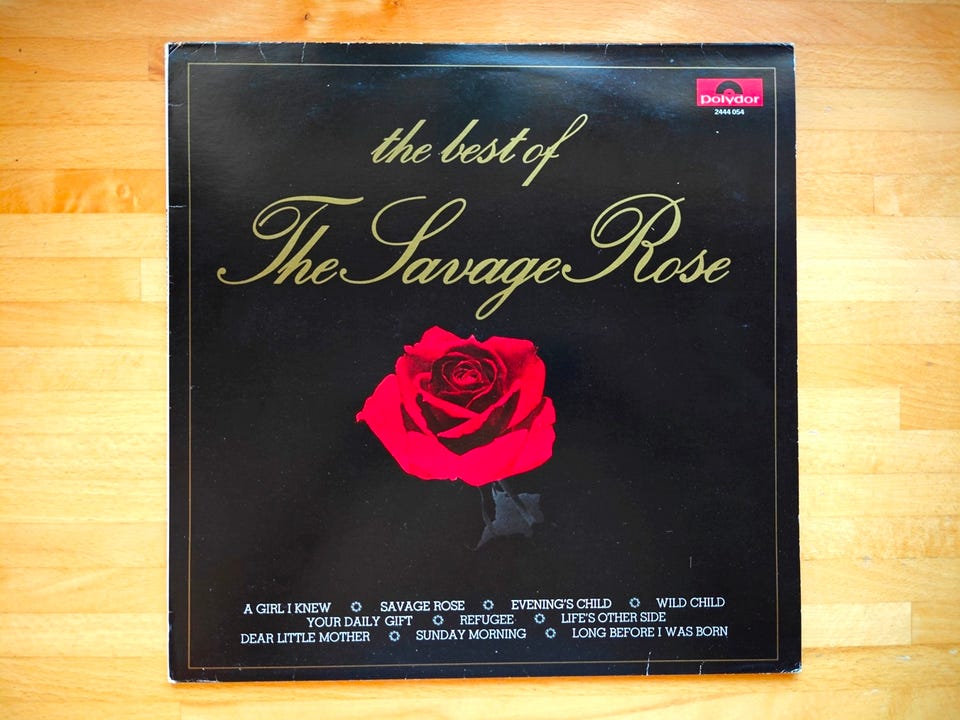 polydor
2444 054
the best of
The Savage Rose
A GIRL I KNEW ۞ SAVAGE ROSE ۞ EVENING'S CHILD ۞ WILD CHILD
YOUR DAILY GIFT ۞ REFUGEE ۞ LIFE'S OTHER SIDE
DEAR LITTLE MOTHER ۞ SUNDAY MORNING ۞ LONG BEFORE I WAS BORN